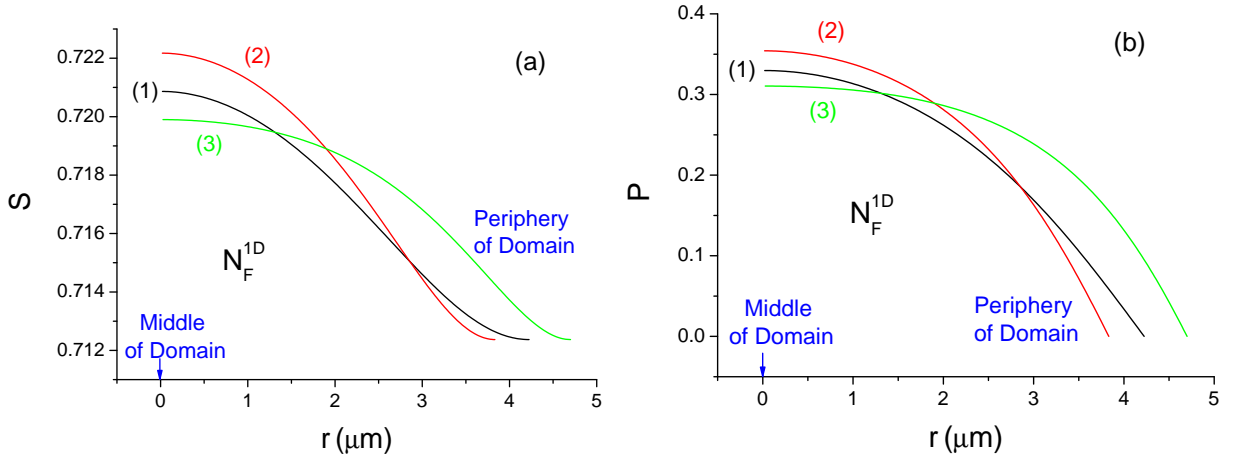 (a)
S
0.722
0.720
0.718
0.716
0.714
0.712
(1)
(2)
(3)
N_F^1D
Periphery
of Domain
Middle
of Domain
0 1 2 3 4 5
r (μm)
(b)
P
0.4
0.3
0.2
0.1
0.0
(1)
(2)
(3)
N_F^1D
Middle
of Domain
Periphery
of Domain
0 1 2 3 4 5
r (μm)